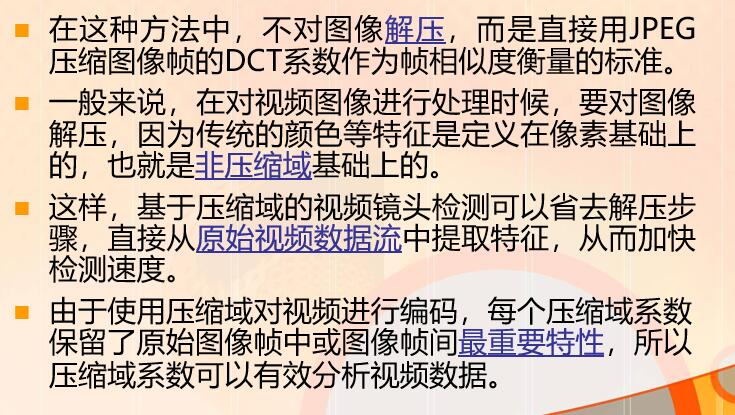 在这种方法中，不对图像解压，而是直接用JPEG
压缩图像帧的DCT系数作为帧相似度衡量的标准。
一般来说，在对视频图像进行处理时候，要对图像
解压，因为传统的颜色等特征是定义在像素基础上
的，也就是非压缩域基础上的。
这样，基于压缩域的视频镜头检测可以省去解压步
骤，直接从原始视频数据流中提取特征，从而加快
检测速度。
由于使用压缩域对视频进行编码，每个压缩域系数
保留了原始图像帧中或图像帧间最重要特性，所以
压缩域系数可以有效分析视频数据。